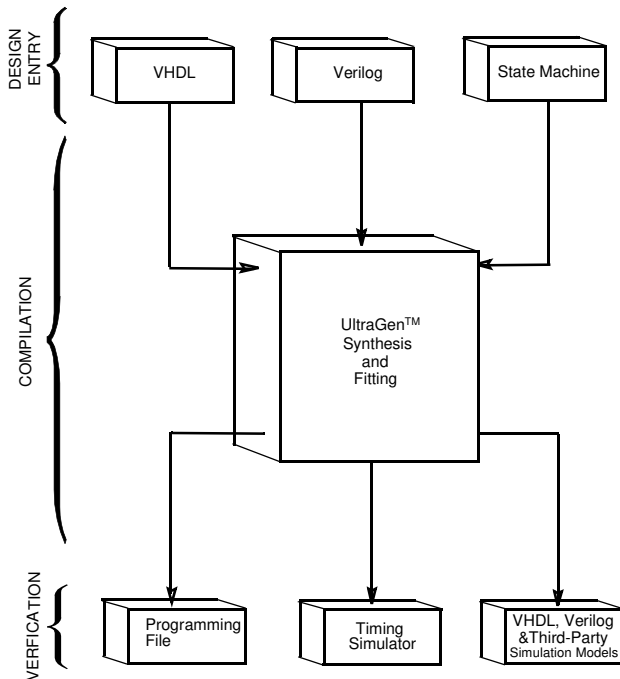 DESIGN
ENTRY
VHDL
Verilog
State Machine
COMPILATION
UltraGen™
Synthesis
and
Fitting
VERFICATION
Programming
File
Timing
Simulator
VHDL, Verilog
&Third-Party
Simulation Models